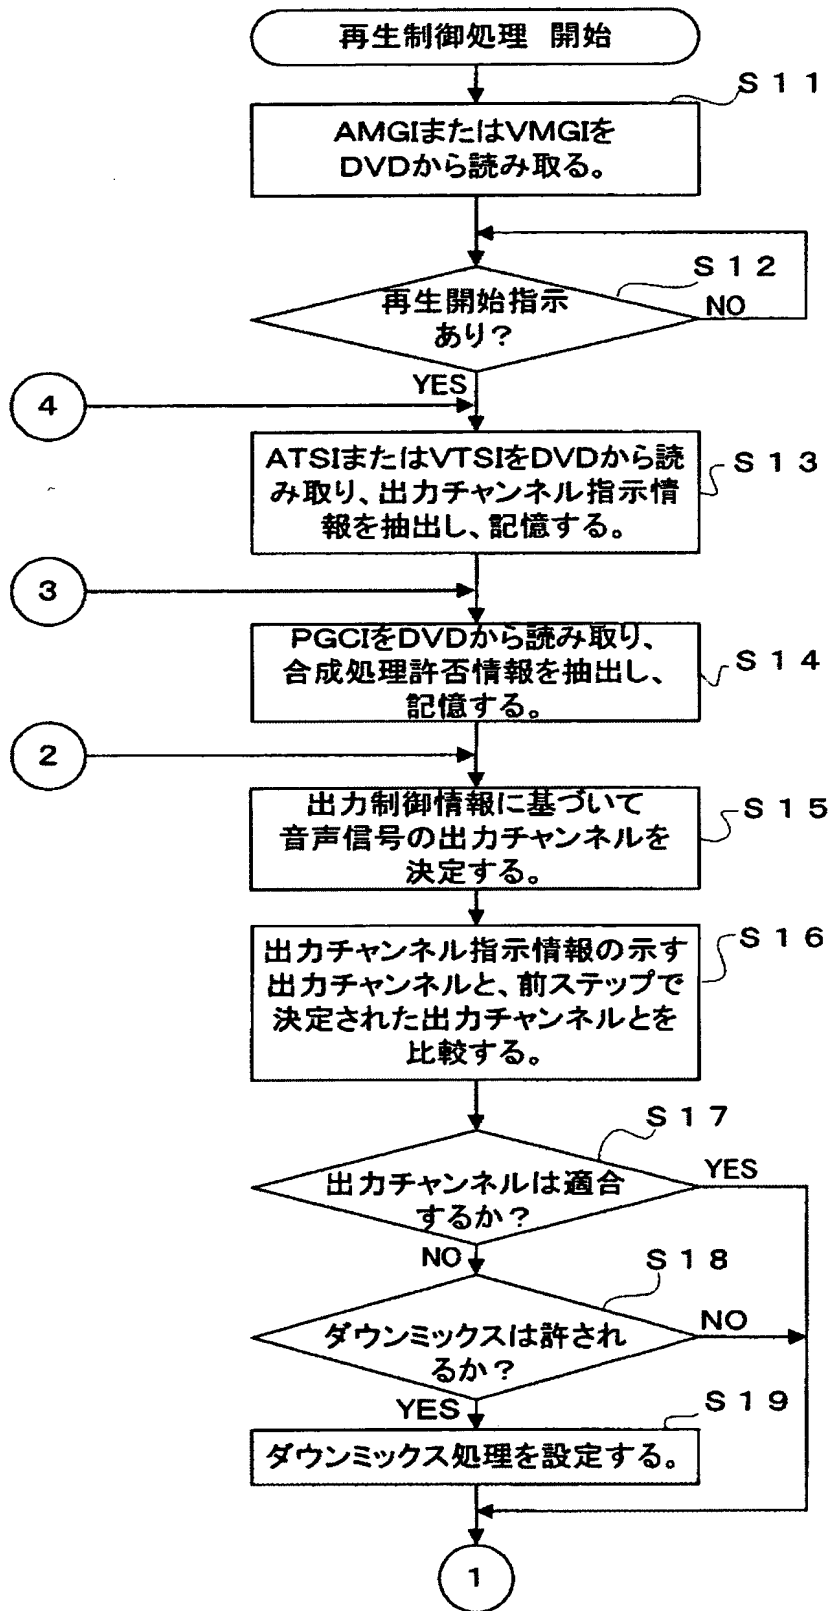 再生制御処理 開始
S11
AMGIまたはVMGIを
DVDから読み取る。
S12
再生開始指示
あり?
NO
YES
4
ATSIまたはVTSIをDVDから読
み取り、出力チャンネル指示情
報を抽出し、記憶する。
S13
3
PGCIをDVDから読み取り、
合成処理許否情報を抽出し、
記憶する。
S14
2
出力制御情報に基づいて
音声信号の出力チャンネルを
決定する。
S15
出力チャンネル指示情報の示す
出力チャンネルと、前ステップで
決定された出力チャンネルとを
比較する。
S16
S17
出力チャンネルは適合
するか?
YES
NO
S18
ダウンミックスは許され
るか?
NO
YES
S19
ダウンミックス処理を設定する。
1